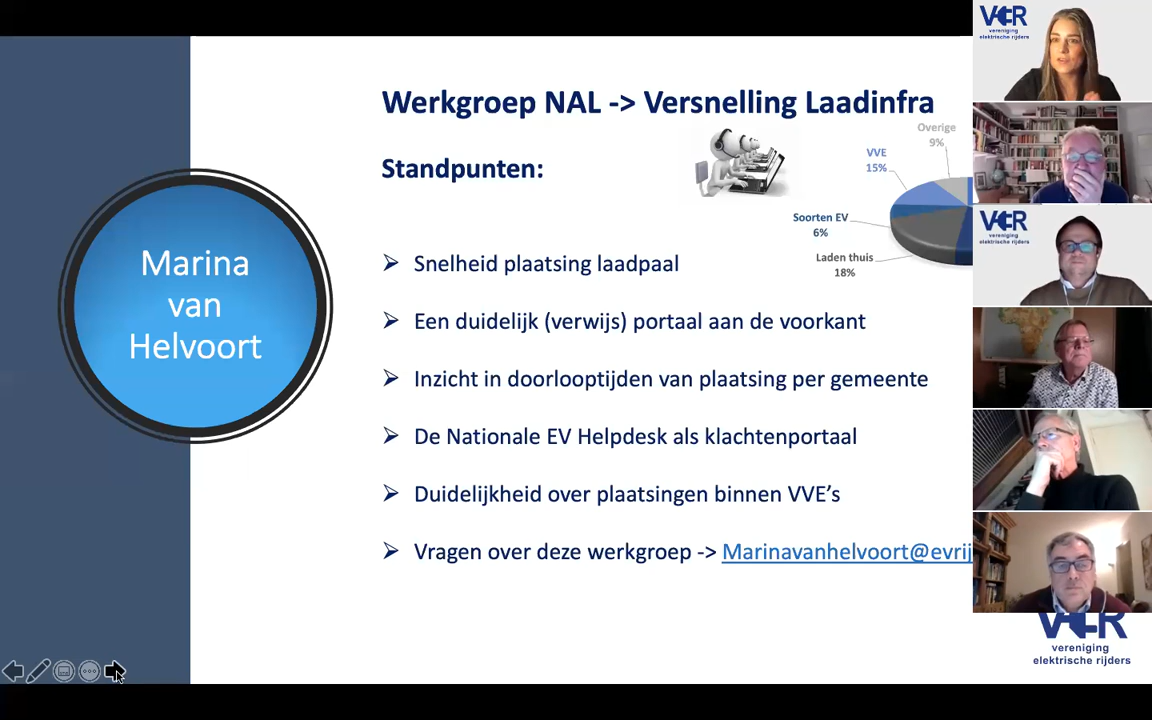 Werkgroep NAL -> Versnelling Laadinfra
Standpunten:
Overige
9%
VVE
15%
Soorten EV
6%
Laden thuis
18%
Marina
van
Helvoort
Snelheid plaatsing laadpaal
Een duidelijk (verwijs) portaal aan de voorkant
Inzicht in doorlooptijden van plaatsing per gemeente
De Nationale EV Helpdesk als klachtenportaal
Duidelijkheid over plaatsingen binnen VVE’s
Vragen over deze werkgroep -> Marinavanhelvoort@evrij
VER
vereniging
elektrische rijders
VER
vereniging
elektrische rijders
VER
vereniging
elektrische rijders